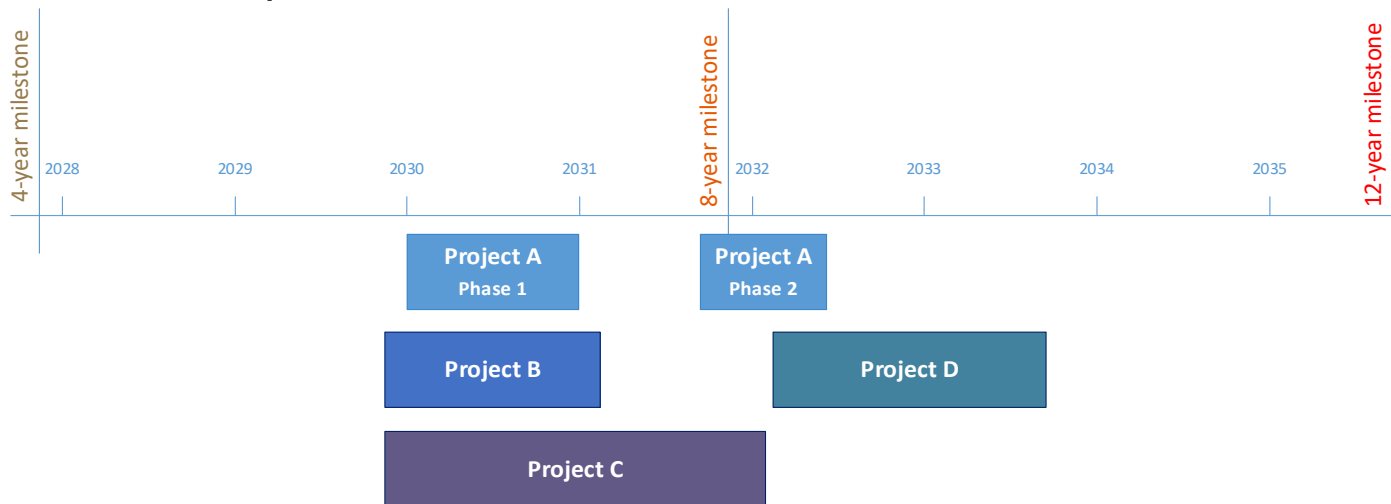 4-year milestone
8-year milestone
12-year milestone
2028
2029
2030
2031
2032
2033
2034
2035
Project A
Phase 1
Project A
Phase 2
Project B
Project D
Project C